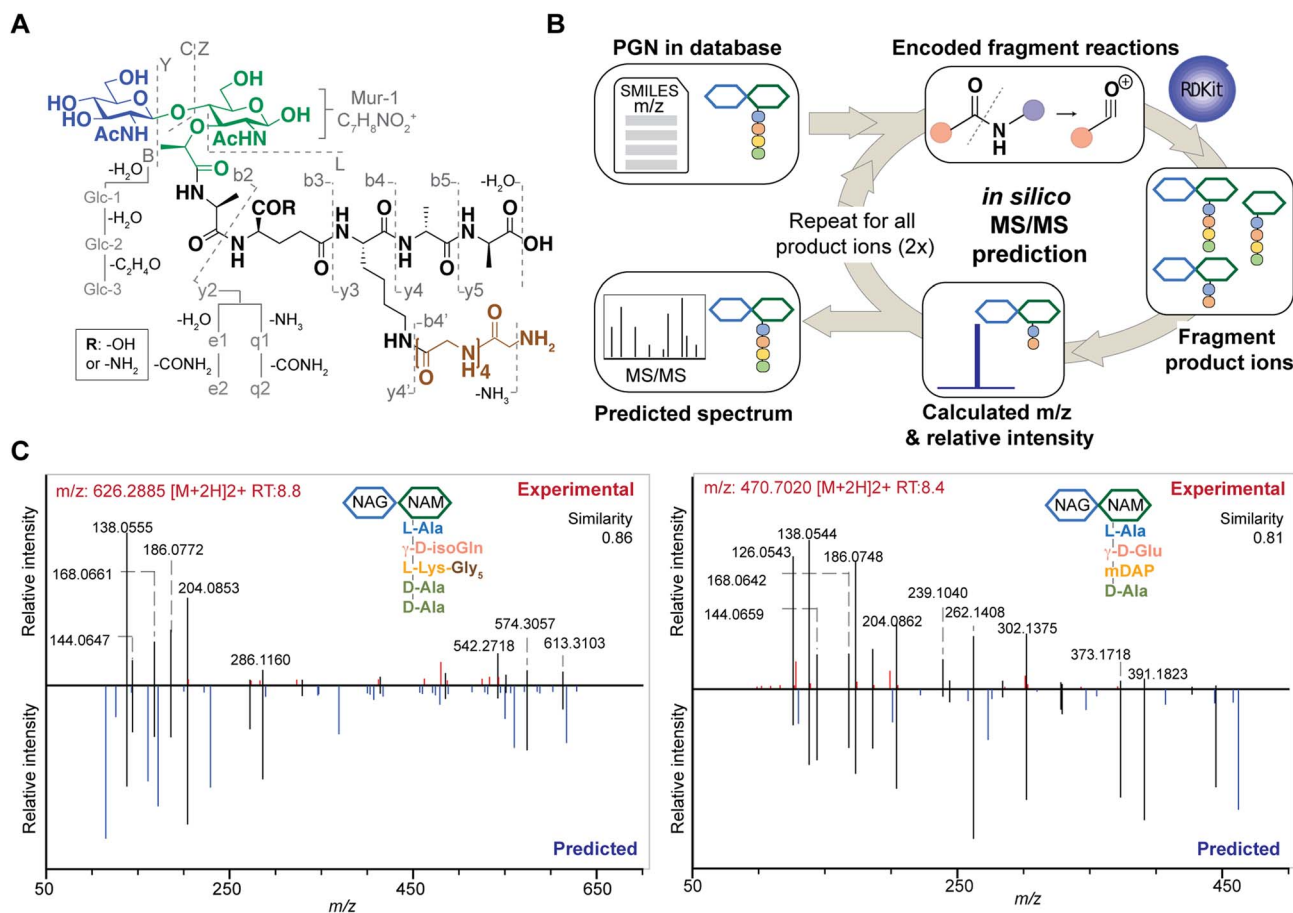 A
Y
C Z
OH
HO
HO
O
AcNH
OH
O
OH
O
AcHN
Mur-1
C₇H₈NO₂⁺
B
-H₂O
L
O
HN
b2
b3
b4
b5
-H₂O
Glc-1
-H₂O
Glc-2
-C₂H₄O
Glc-3
COR
O
N
H
O
H
N
O
N
H
O
H
N
O
OH
y2
y3
y4
y5
-H₂O
-NH₃
e1
q1
R: -OH
or -NH₂
-CONH₂
-CONH₂
e2
q2
b4'
HN
O
N
H
4
O
NH₂
y4'
-NH₃
B
PGN in database
SMILES
m/z
Encoded fragment reactions
O
N
H
O
RDKit
in silico
MS/MS
prediction
Repeat for all
product ions (2x)
Fragment
product ions
MS/MS
Predicted spectrum
Calculated m/z
& relative intensity
C
m/z: 626.2885 [M+2H]2+ RT:8.8
Experimental
NAG
NAM
Similarity
0.86
L-Ala
γ-D-isoGln
L-Lys-Gly₅
D-Ala
D-Ala
138.0555
186.0772
168.0661
204.0853
144.0647
286.1160
542.2718
574.3057
613.3103
Relative intensity
Relative intensity
Predicted
50
250
450
650
m/z
m/z: 470.7020 [M+2H]2+ RT:8.4
Experimental
NAG
NAM
Similarity
0.81
L-Ala
γ-D-Glu
mDAP
D-Ala
138.0544
126.0543
186.0748
168.0642
144.0659
204.0862
239.1040
262.1408
302.1375
373.1718
391.1823
Relative intensity
Relative intensity
Predicted
50
250
450
m/z